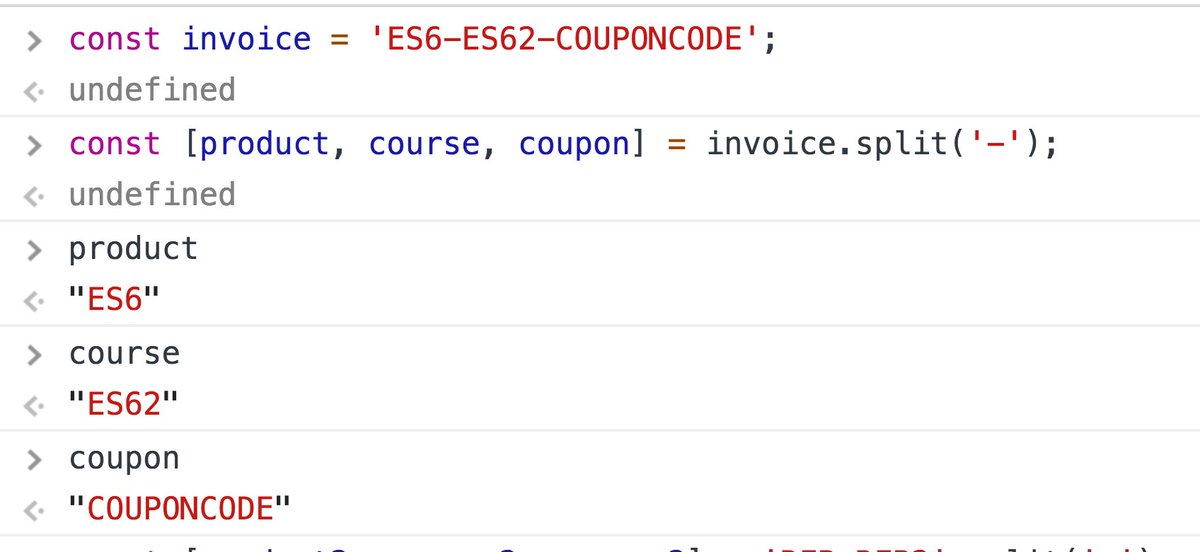 > const invoice = 'ES6-ES62-COUPONCODE';
undefined
> const [product, course, coupon] = invoice.split('-');
undefined
> product
"ES6"
> course
"ES62"
> coupon
"COUPONCODE"